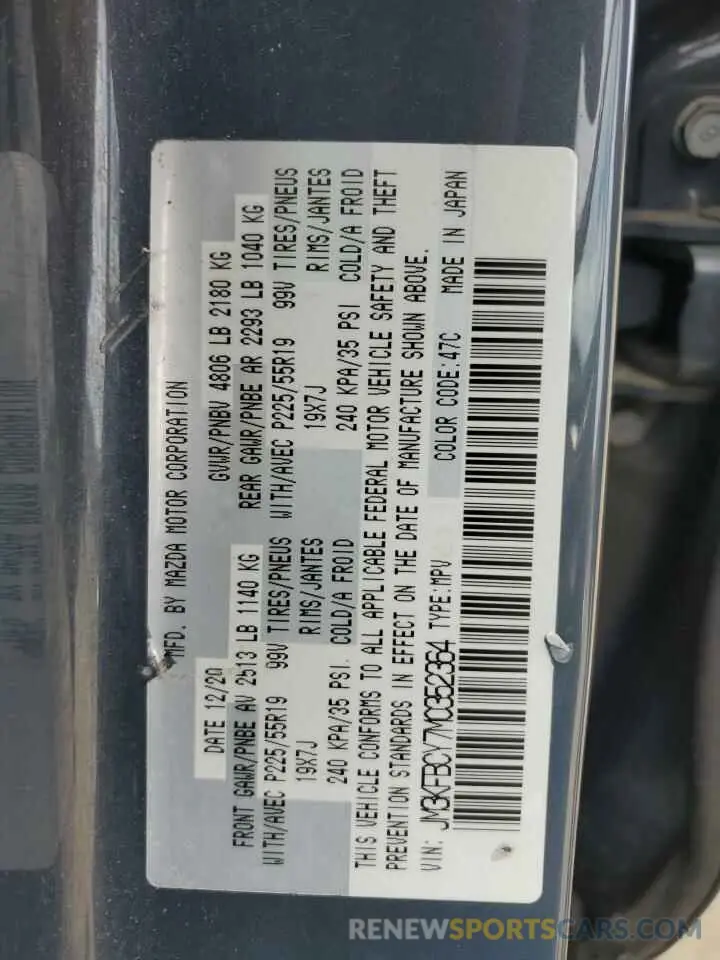 MFD. BY MAZDA MOTOR CORPORATION
DATE 12/20 GVWR/PNBV 4806 LB 2180 KG
FRONT GAWR/PNBE AV 2513 LB 1140 KG REAR GAWR/PNBE AR 2293 LB 1040 KG
WITH/AVEC P225/55R19 99V TIRES/PNEUS WITH/AVEC P225/55R19 99V TIRES/PNEUS
19X7J RIMS/JANTES 19X7J RIMS/JANTES
240 KPA/35 PSI. COLD/A FROID 240 KPA/35 PSI COLD/A FROID
THIS VEHICLE CONFORMS TO ALL APPLICABLE FEDERAL MOTOR VEHICLE SAFETY AND THEFT
PREVENTION STANDARDS IN EFFECT ON THE DATE OF MANUFACTURE SHOWN ABOVE.
VIN: JM3KFBCY7M0352364 TYPE:MPV COLOR CODE:47C MADE IN JAPAN
RENEWSPORTSCARS.COM